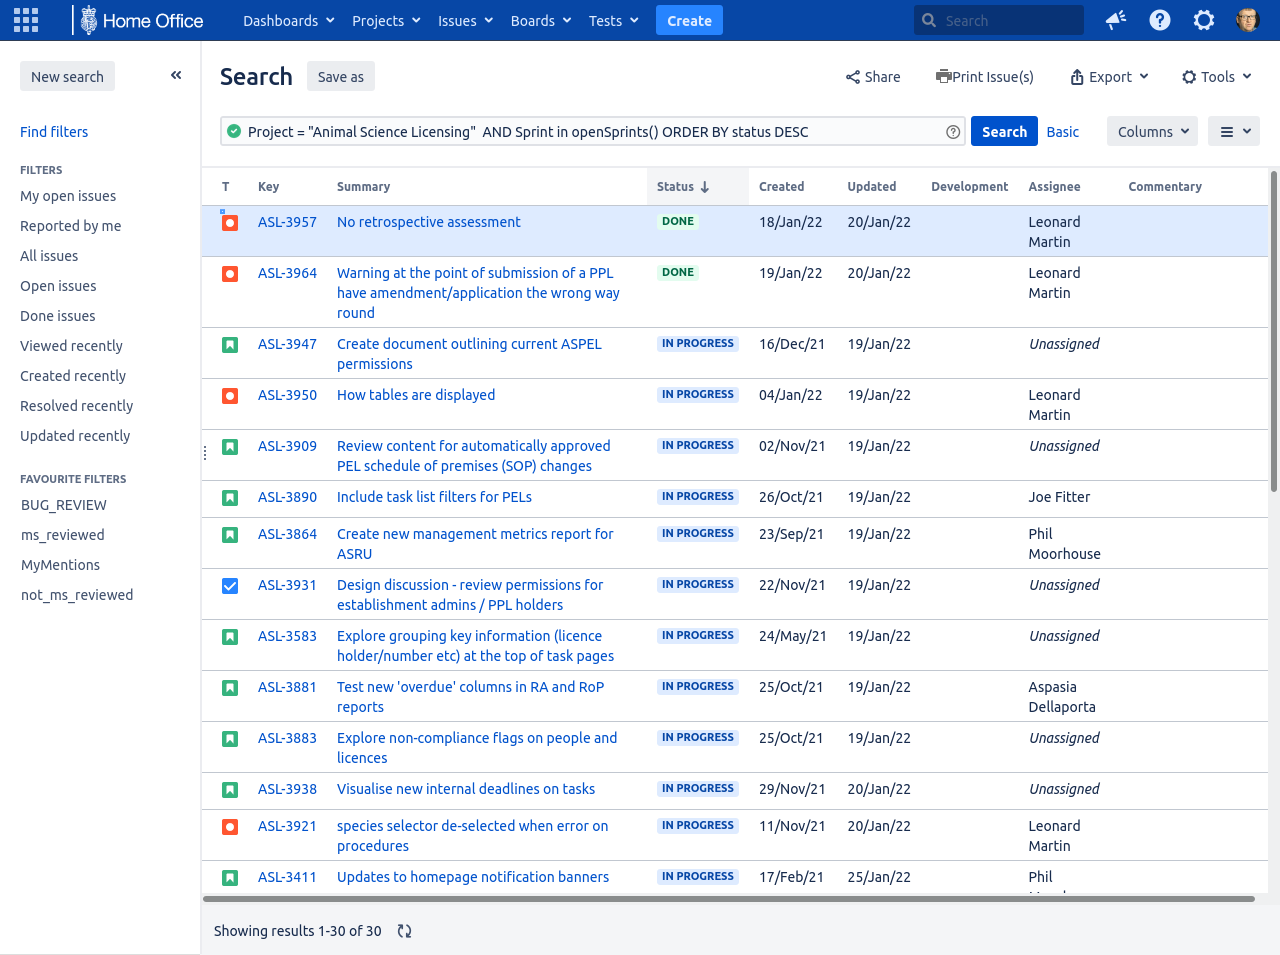 Home Office Dashboards Projects Issues Boards Tests Create Search
New search
Search Save as Share Print Issue(s) Export Tools
Project = "Animal Science Licensing"  AND Sprint in openSprints() ORDER BY status DESC Search Basic Columns
Find filters
FILTERS
My open issues
Reported by me
All issues
Open issues
Done issues
Viewed recently
Created recently
Resolved recently
Updated recently
FAVOURITE FILTERS
BUG_REVIEW
ms_reviewed
MyMentions
not_ms_reviewed
T Key Summary Status Created Updated Development Assignee Commentary
ASL-3957 No retrospective assessment DONE 18/Jan/22 20/Jan/22 Leonard
Martin
ASL-3964 Warning at the point of submission of a PPL DONE 19/Jan/22 20/Jan/22 Leonard
have amendment/application the wrong way Martin
round
ASL-3947 Create document outlining current ASPEL IN PROGRESS 16/Dec/21 19/Jan/22 Unassigned
permissions
ASL-3950 How tables are displayed IN PROGRESS 04/Jan/22 19/Jan/22 Leonard
Martin
ASL-3909 Review content for automatically approved IN PROGRESS 02/Nov/21 19/Jan/22 Unassigned
PEL schedule of premises (SOP) changes
ASL-3890 Include task list filters for PELs IN PROGRESS 26/Oct/21 19/Jan/22 Joe Fitter
ASL-3864 Create new management metrics report for IN PROGRESS 23/Sep/21 19/Jan/22 Phil
ASRU Moorhouse
ASL-3931 Design discussion - review permissions for IN PROGRESS 22/Nov/21 19/Jan/22 Unassigned
establishment admins / PPL holders
ASL-3583 Explore grouping key information (licence IN PROGRESS 24/May/21 19/Jan/22 Unassigned
holder/number etc) at the top of task pages
ASL-3881 Test new 'overdue' columns in RA and RoP IN PROGRESS 25/Oct/21 19/Jan/22 Aspasia
reports Dellaporta
ASL-3883 Explore non-compliance flags on people and IN PROGRESS 25/Oct/21 19/Jan/22 Unassigned
licences
ASL-3938 Visualise new internal deadlines on tasks IN PROGRESS 29/Nov/21 20/Jan/22 Unassigned
ASL-3921 species selector de-selected when error on IN PROGRESS 11/Nov/21 20/Jan/22 Leonard
procedures Martin
ASL-3411 Updates to homepage notification banners IN PROGRESS 17/Feb/21 25/Jan/22 Phil
Showing results 1-30 of 30